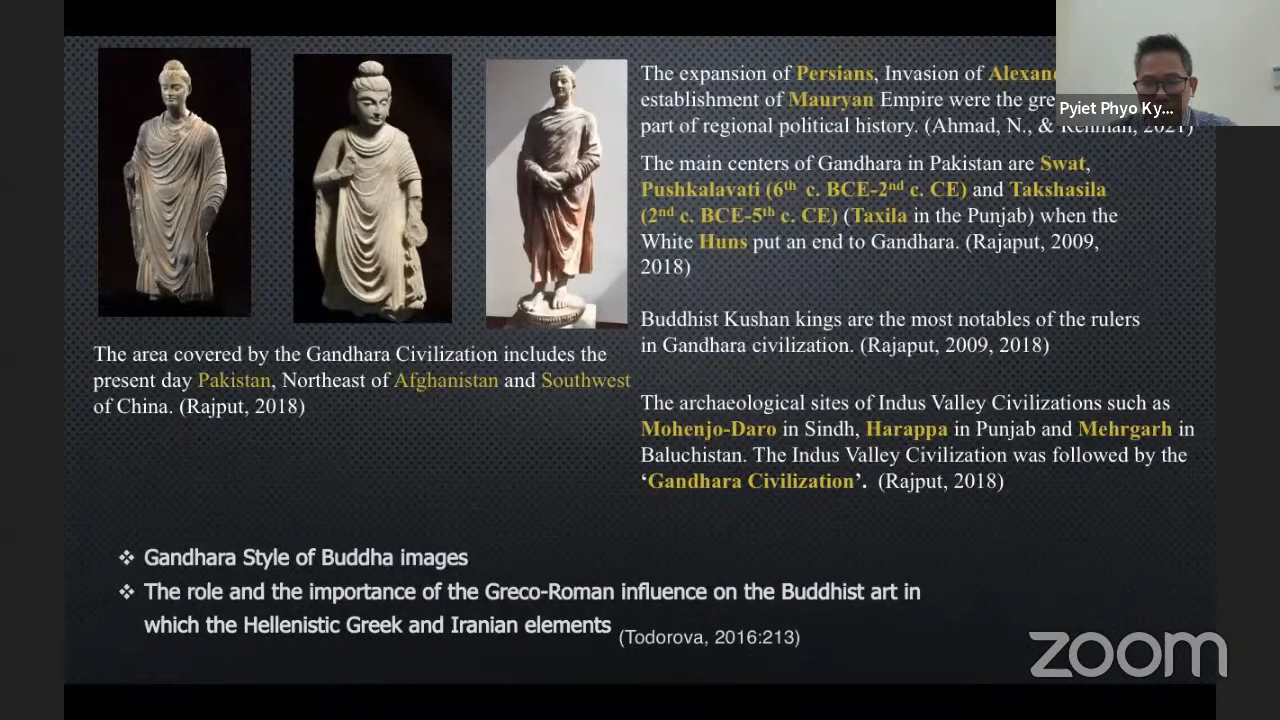 The expansion of Persians, Invasion of
establishment of Mauryan Empire were the
part of regional political history. (Ahmad, N., & Rehman, 2021)
The main centers of Gandhara in Pakistan are Swat,
Pushkalavati (6th c. BCE-2nd c. CE) and Takshasila
(2nd c. BCE-5th c. CE) (Taxila in the Punjab) when the
White Huns put an end to Gandhara. (Rajaput, 2009,
2018)
Buddhist Kushan kings are the most notables of the rulers
in Gandhara civilization. (Rajaput, 2009, 2018)
The archaeological sites of Indus Valley Civilizations such as
Mohenjo-Daro in Sindh, Harappa in Punjab and Mehrgarh in
Baluchistan. The Indus Valley Civilization was followed by the
‘Gandhara Civilization’. (Rajput, 2018)
The area covered by the Gandhara Civilization includes the
present day Pakistan, Northeast of Afghanistan and Southwest
of China. (Rajput, 2018)
❖ Gandhara Style of Buddha images
❖ The role and the importance of the Greco-Roman influence on the Buddhist art in
which the Hellenistic Greek and Iranian elements (Todorova, 2016:213)
Pyiet Phyo Ky...
zoom